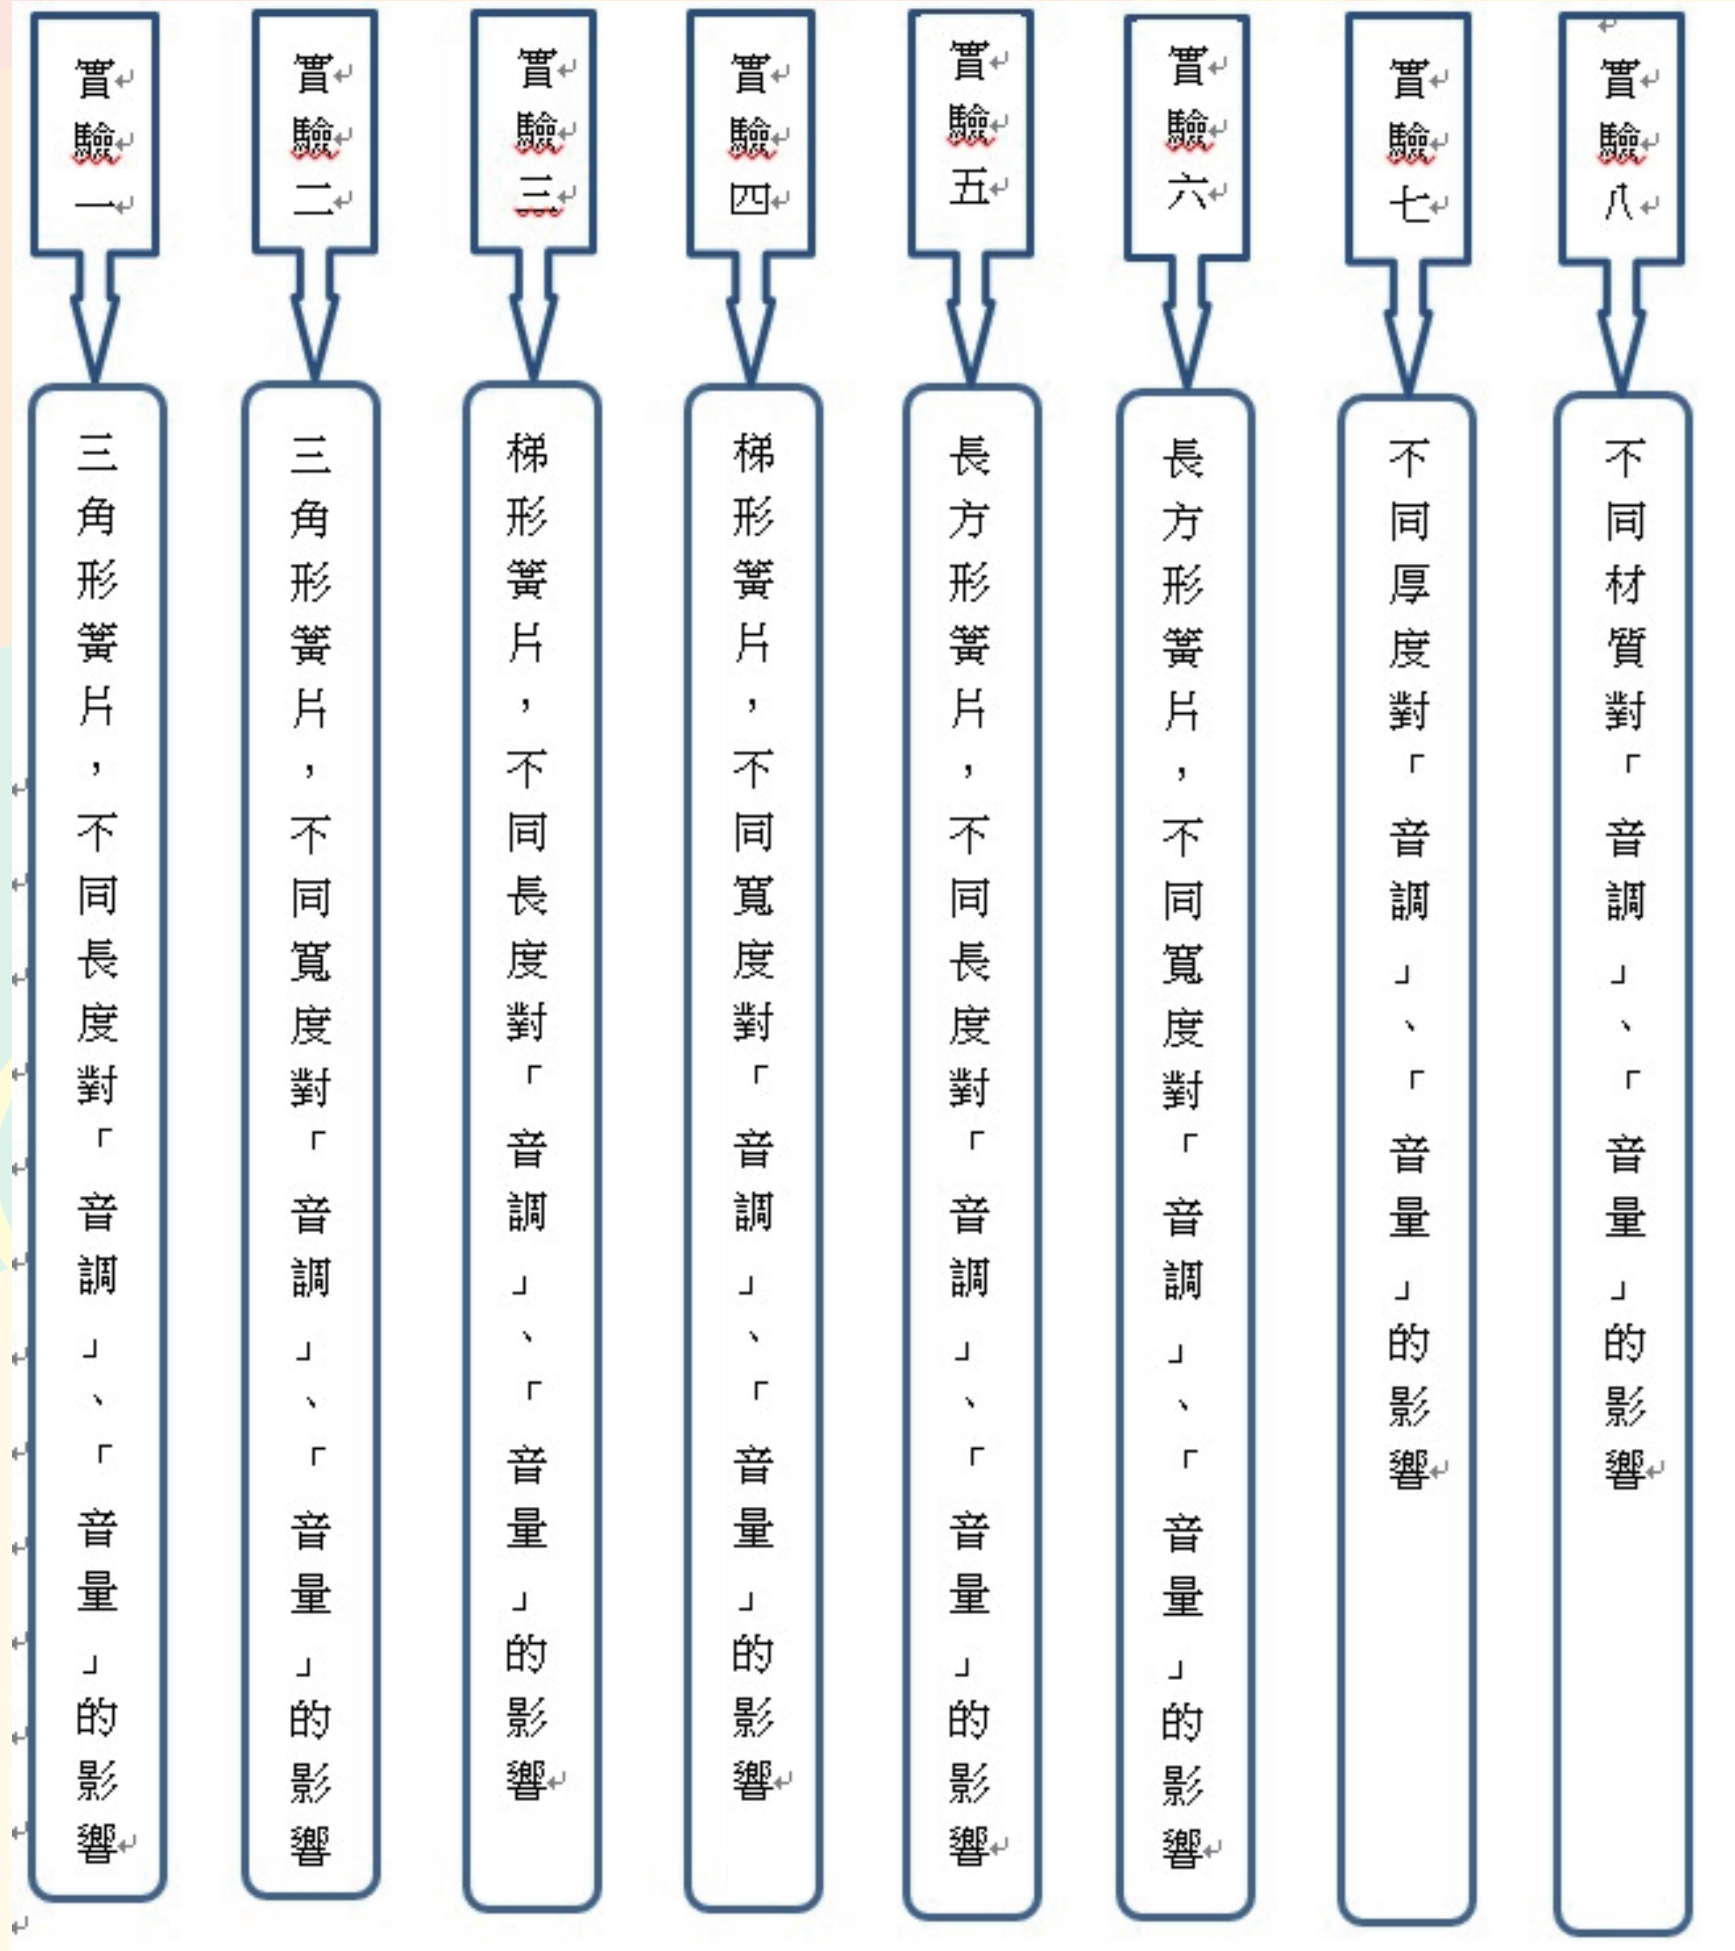 實驗一
三角形簧片，不同長度對「音調」、「音量」的影響
實驗二
三角形簧片，不同寬度對「音調」、「音量」的影響
實驗三
梯形簧片，不同長度對「音調」、「音量」的影響
實驗四
梯形簧片，不同寬度對「音調」、「音量」的影響
實驗五
長方形簧片，不同長度對「音調」、「音量」的影響
實驗六
長方形簧片，不同寬度對「音調」、「音量」的影響
實驗七
不同厚度對「音調」、「音量」的影響
實驗八
不同材質對「音調」、「音量」的影響